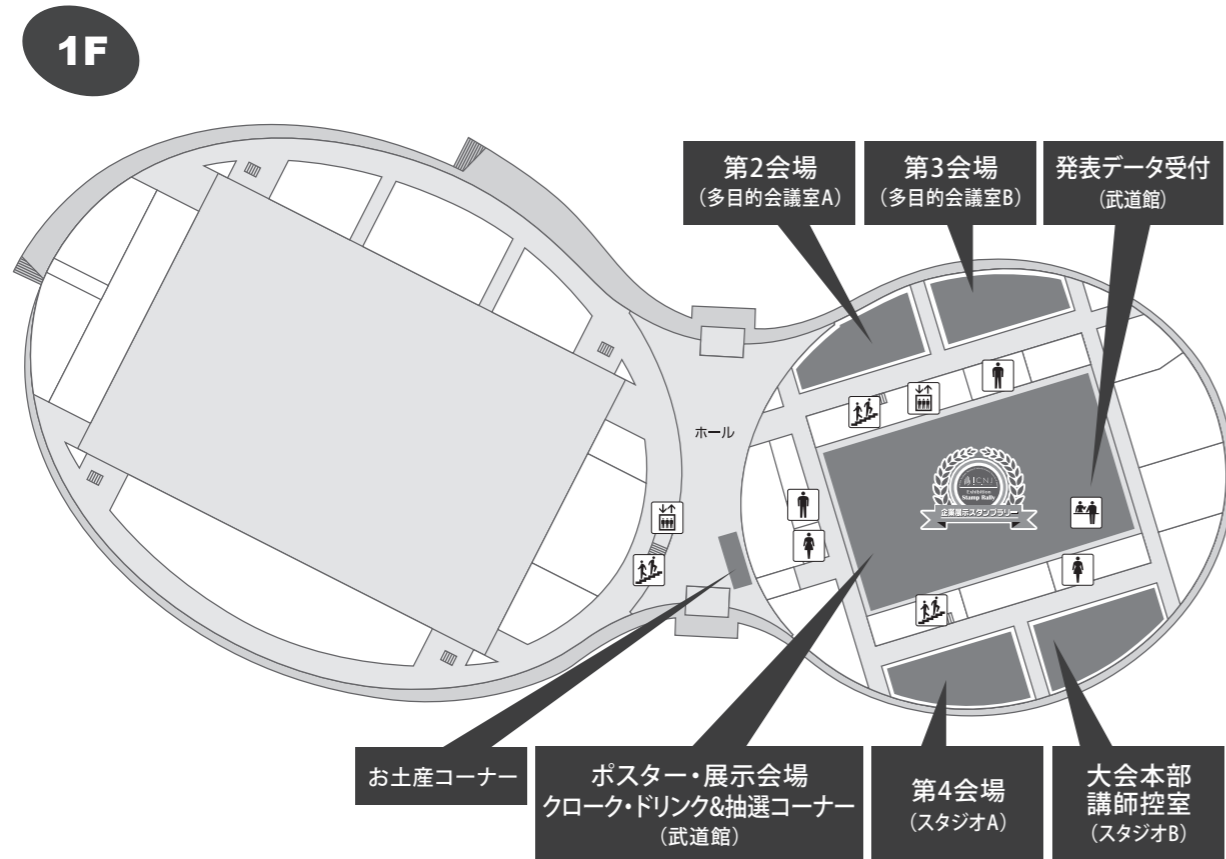 1F
第2会場
（多目的会議室A）
第3会場
（多目的会議室B）
発表データ受付
（武道館）
ホール
Exhibition
Stamp Rally
企業展示スタンプラリー
お土産コーナー
ポスター・展示会場
クローク・ドリンク&抽選コーナー
（武道館）
第4会場
（スタジオA）
大会本部
講師控室
（スタジオB）